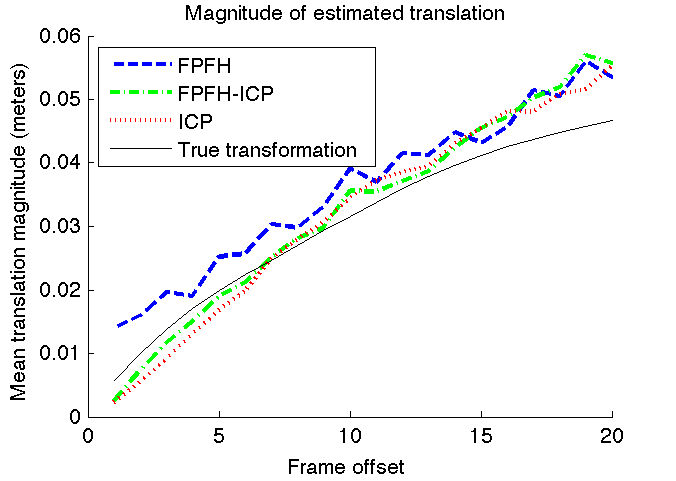 Magnitude of estimated translation
Mean translation magnitude (meters)
0.06
0.05
0.04
0.03
0.02
0.01
0
FPFH
FPFH-ICP
ICP
True transformation
0 5 10 15 20
Frame offset